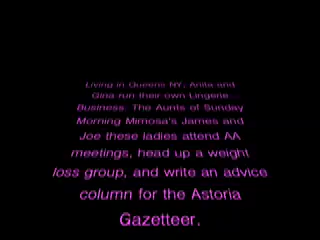 Living in Queens NY, Anita and
Gina run their own Lingerie
Business. The Aunts of Sunday
Morning Mimosa's James and
Joe these ladies attend AA
meetings, head up a weight
loss group, and write an advice
column for the Astoria
Gazetteer.